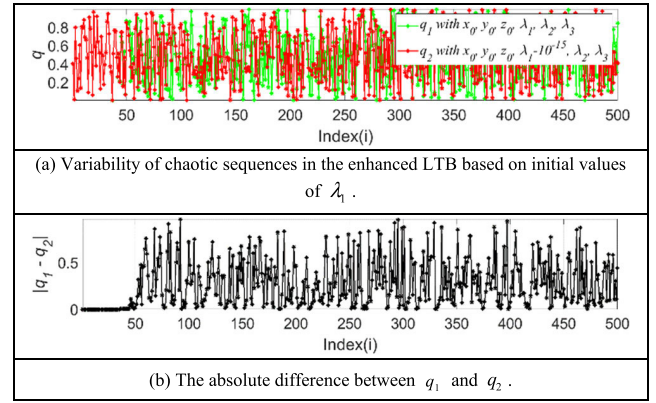 q
0.8
0.6
0.4
0.2
q1 with x0, y0, z0, λ1, λ2, λ3
q2 with x0, y0, z0, λ1-10-15, λ2, λ3
50 100 150 200 250 300 350 400 450 500
Index(i)
(a) Variability of chaotic sequences in the enhanced LTB based on initial values
of λ1 .
|q1 - q2|
0.5
0
50 100 150 200 250 300 350 400 450 500
Index(i)
(b) The absolute difference between q1 and q2 .